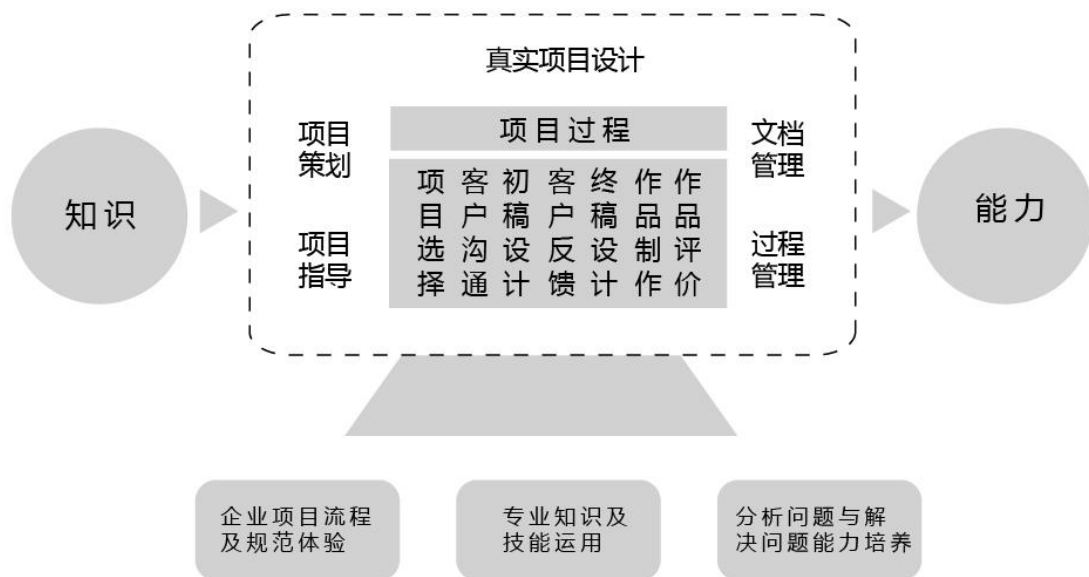 真实项目设计
项目
策划
项目过程
文档
管理
知识
项目选择
客户沟通
初稿设计
客户反馈
终稿设计
作品制作
作品评价
能力
项目
指导
过程
管理
企业项目流程
及规范体验
专业知识及
技能运用
分析问题与解
决问题能力培养